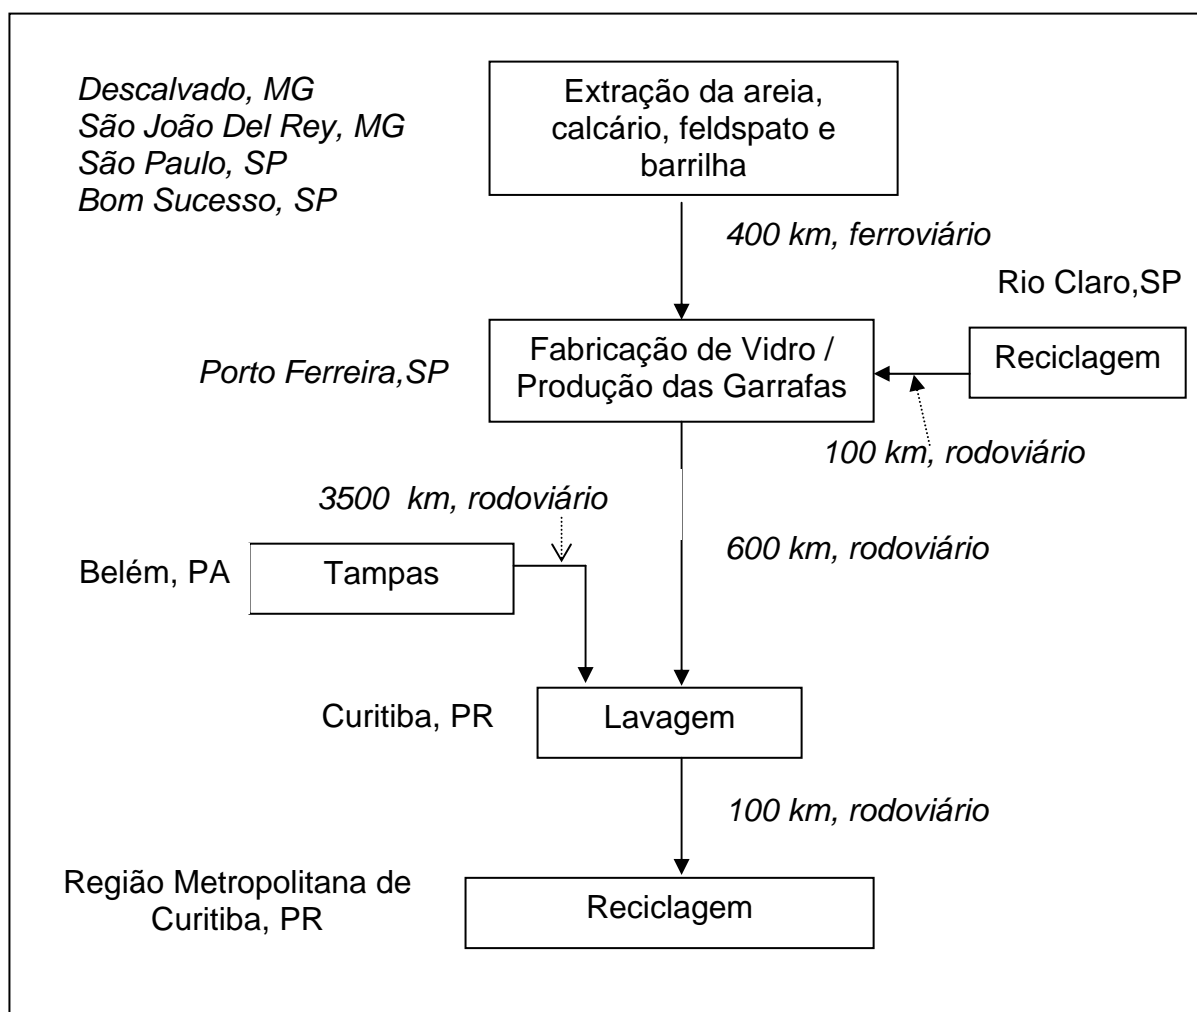 Descalvado, MG
São João Del Rey, MG
São Paulo, SP
Bom Sucesso, SP
Extração da areia,
calcário, feldspato e
barrilha
400 km, ferroviário
Rio Claro,SP
Porto Ferreira,SP
Fabricação de Vidro /
Produção das Garrafas
Reciclagem
100 km, rodoviário
3500  km, rodoviário
600 km, rodoviário
Belém, PA
Tampas
Curitiba, PR
Lavagem
100 km, rodoviário
Região Metropolitana de
Curitiba, PR
Reciclagem